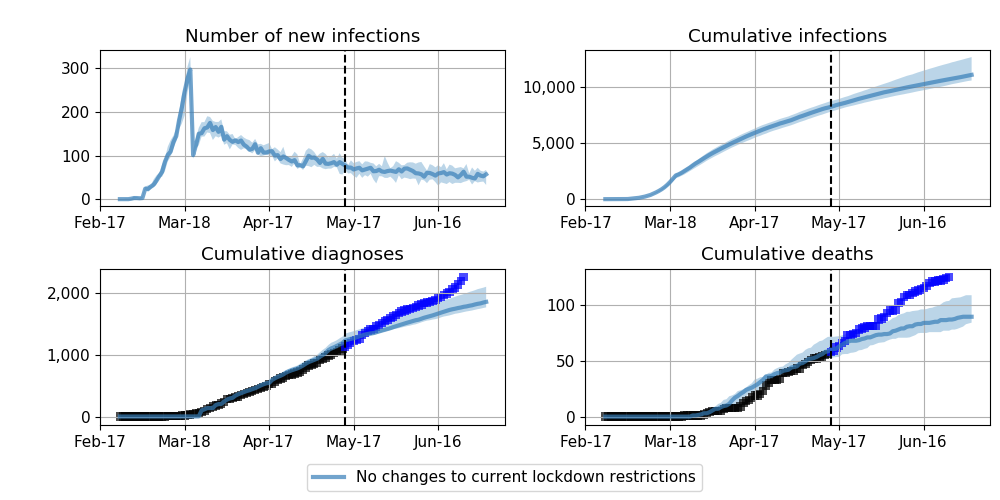 Number of new infections
Cumulative infections
300
200
100
0
10,000
5,000
0
Feb-17 Mar-18 Apr-17 May-17 Jun-16
Feb-17 Mar-18 Apr-17 May-17 Jun-16
Cumulative diagnoses
Cumulative deaths
2,000
1,000
0
100
50
0
Feb-17 Mar-18 Apr-17 May-17 Jun-16
Feb-17 Mar-18 Apr-17 May-17 Jun-16
No changes to current lockdown restrictions